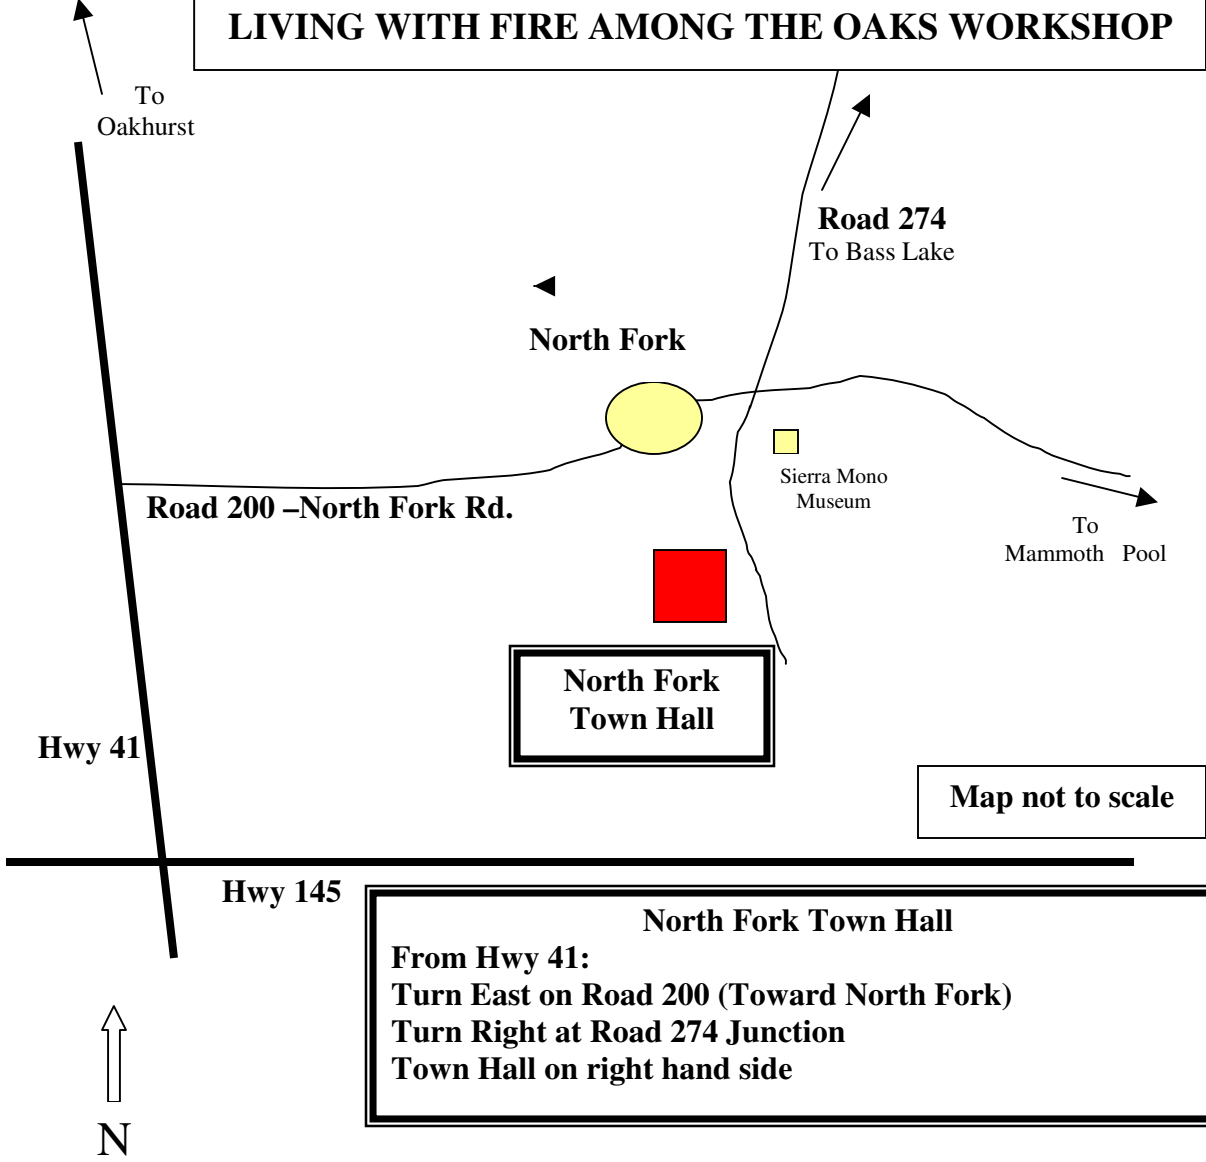 LIVING WITH FIRE AMONG THE OAKS WORKSHOP
To
Oakhurst
Road 274
To Bass Lake
North Fork
Sierra Mono
Museum
Road 200 –North Fork Rd.
To
Mammoth Pool
North Fork
Town Hall
Hwy 41
Map not to scale
Hwy 145
North Fork Town Hall
From Hwy 41:
Turn East on Road 200 (Toward North Fork)
Turn Right at Road 274 Junction
Town Hall on right hand side
N